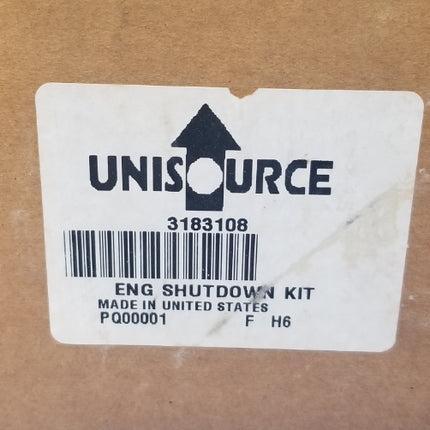 UNISOURCE
3183108
ENG SHUTDOWN KIT
MADE IN UNITED STATES
PQ00001 F H6